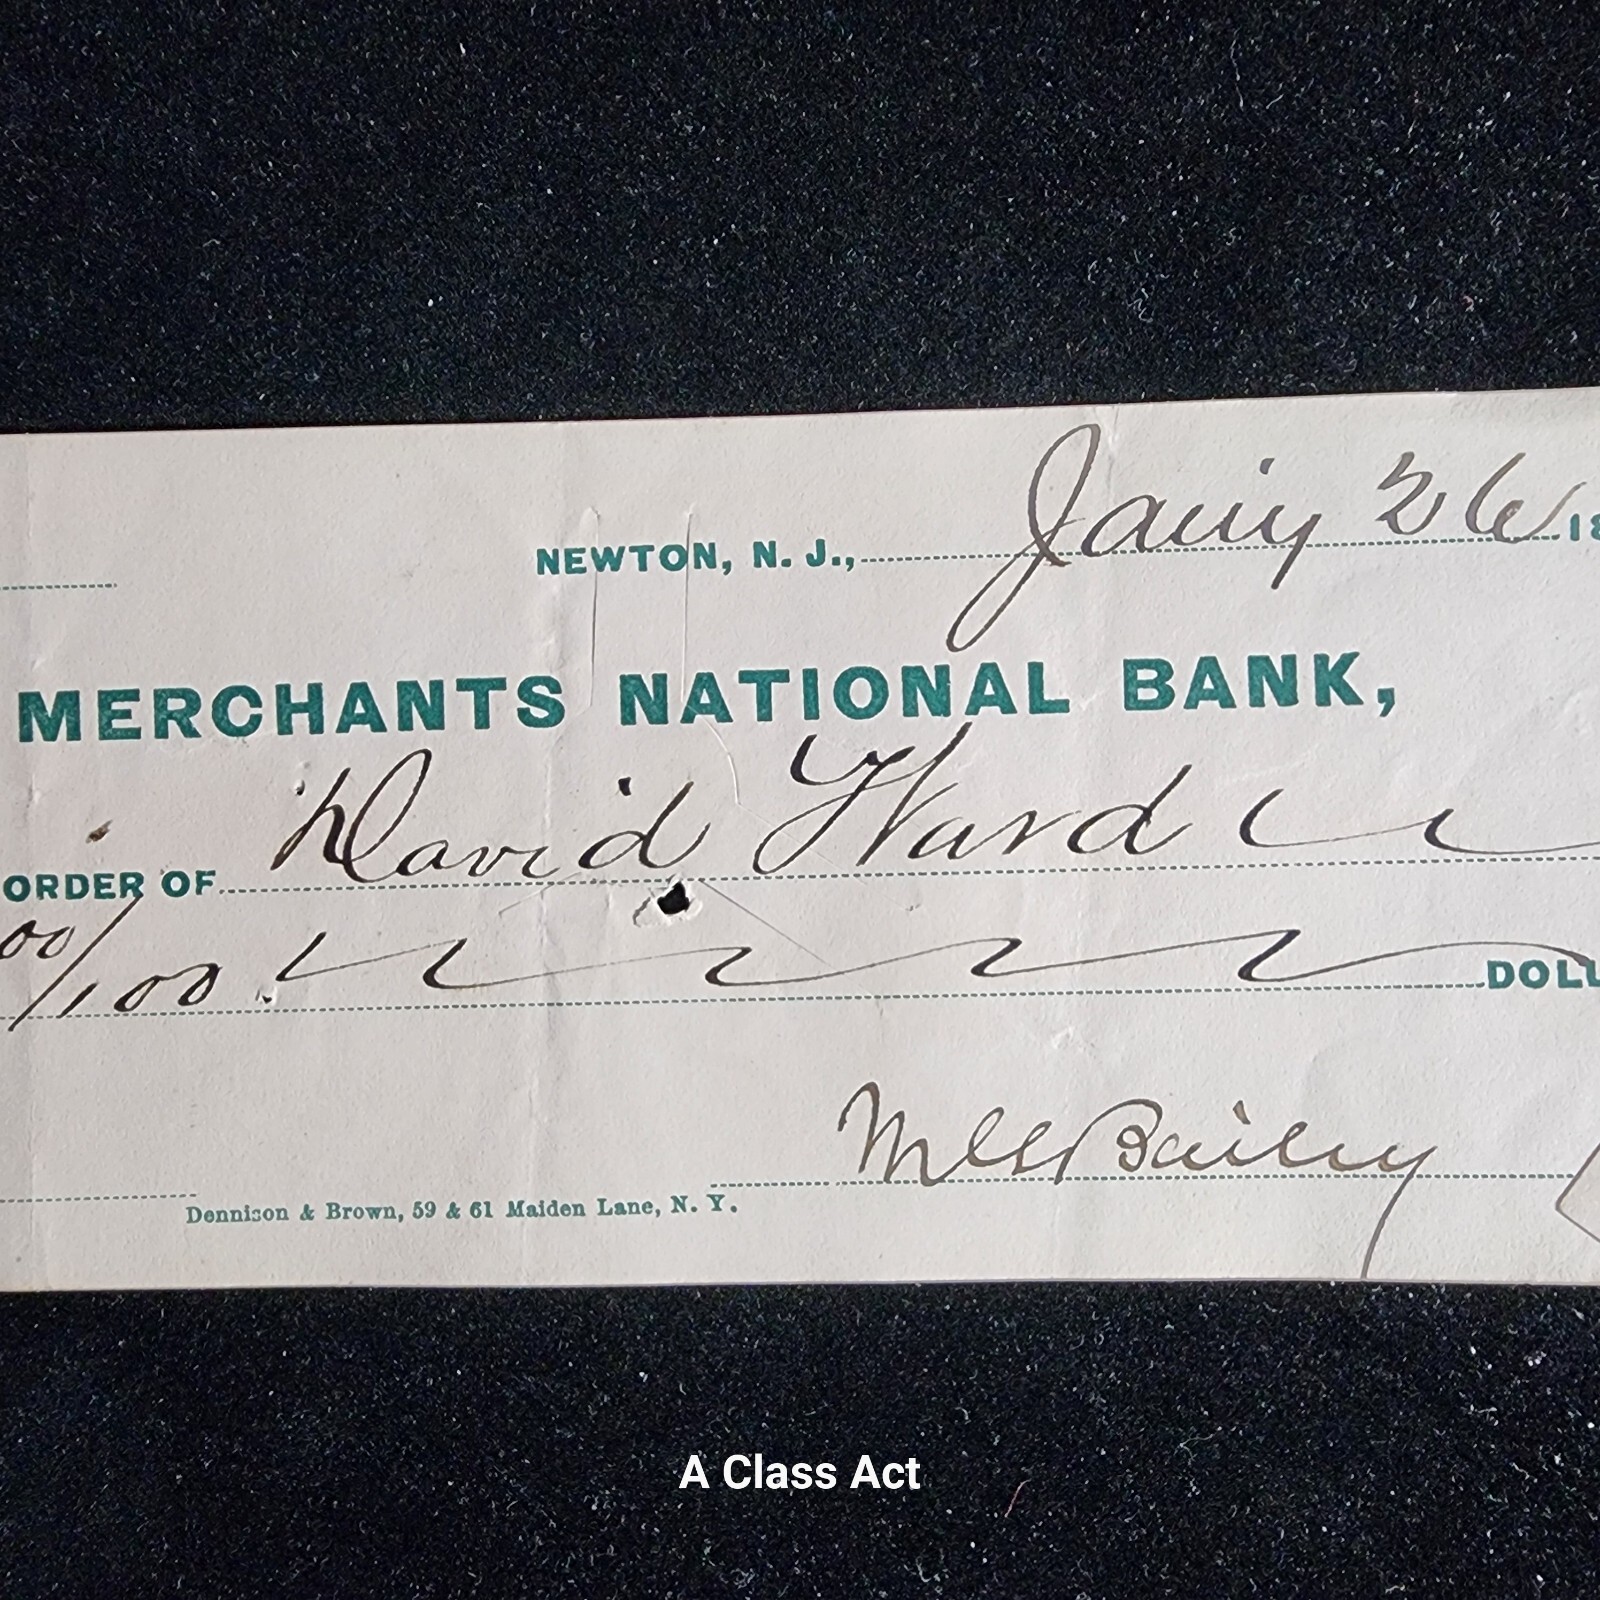 NEWTON, N. J., Jany 26 18
MERCHANTS NATIONAL BANK,
ORDER OF David Ward
00/100 DOLL
M S Bailey
Dennison & Brown, 59 & 61 Maiden Lane, N. Y.
A Class Act